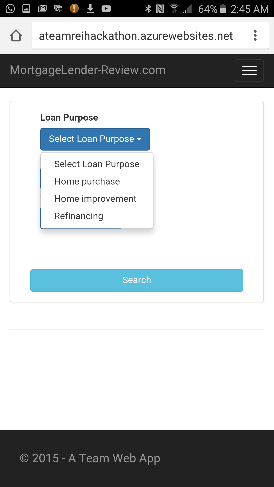 64% 2:45 AM
ateamreihackathon.azurewebsites.net
MortgageLender-Review.com
Loan Purpose
Select Loan Purpose
Select Loan Purpose
Home purchase
Home improvement
Refinancing
Search
© 2015 - A Team Web App